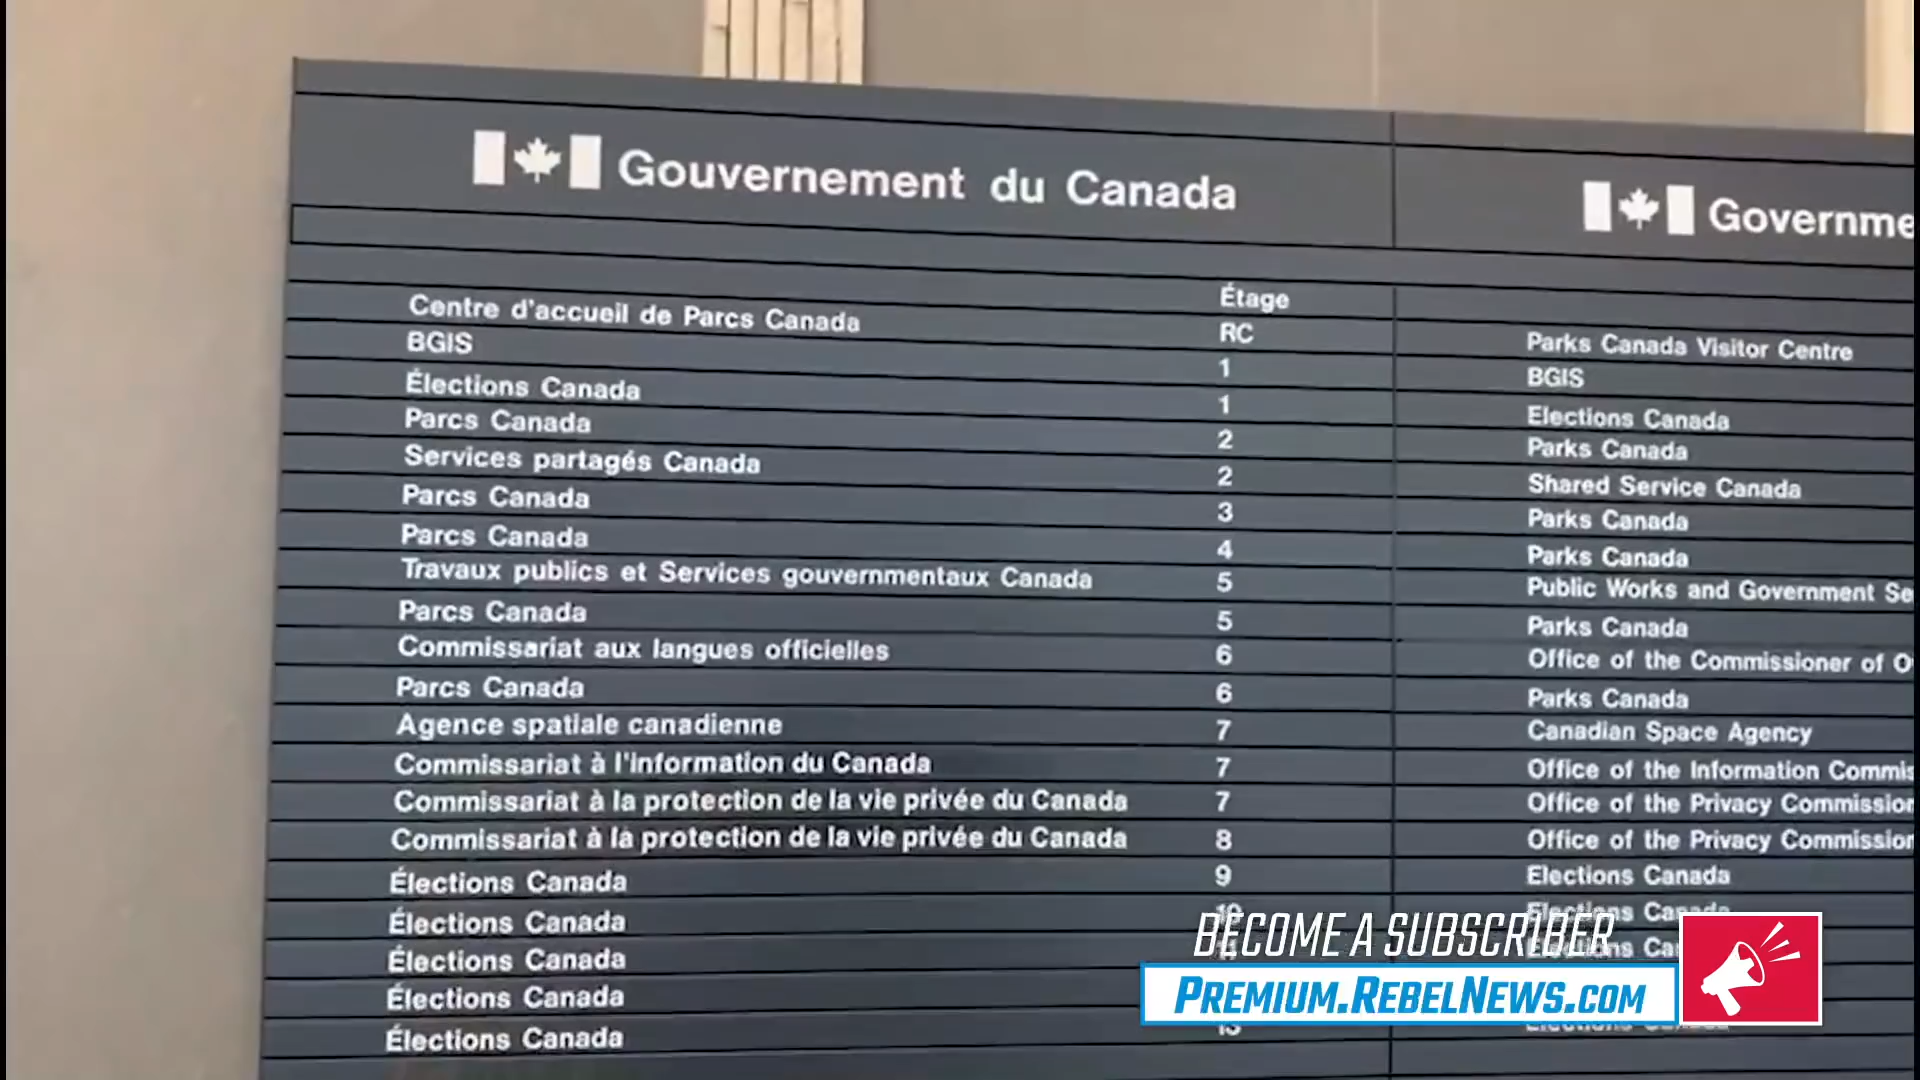 Gouvernement du Canada
Étage
Centre d'accueil de Parcs Canada RC
BGIS 1
Élections Canada 1
Parcs Canada 2
Services partagés Canada 2
Parcs Canada 3
Parcs Canada 4
Travaux publics et Services gouvernmentaux Canada 5
Parcs Canada 5
Commissariat aux langues officielles 6
Parcs Canada 6
Agence spatiale canadienne 7
Commissariat à l'information du Canada 7
Commissariat à la protection de la vie privée du Canada 7
Commissariat à la protection de la vie privée du Canada 8
Élections Canada 9
Élections Canada 10
Élections Canada
Élections Canada
Élections Canada 13
Parks Canada Visitor Centre
BGIS
Elections Canada
Parks Canada
Shared Service Canada
Parks Canada
Parks Canada
Public Works and Government
Parks Canada
Office of the Commissioner of
Parks Canada
Canadian Space Agency
Office of the Information
Office of the Privacy
Office of the Privacy
Elections Canada
Elections Canada
Elections
Elections Canada
BECOME A SUBSCRIBER
PREMIUM.REBELNEWS.COM